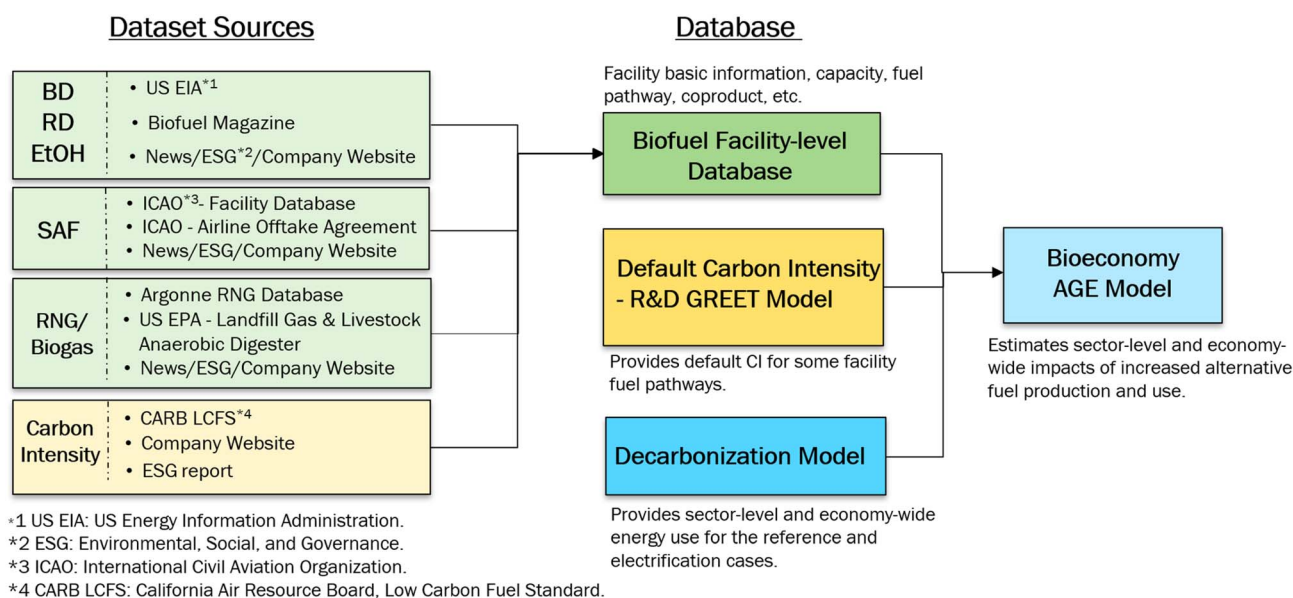 Dataset Sources
BD
RD
EtOH
• US EIA*1
• Biofuel Magazine
• News/ESG*2/Company Website
SAF
• ICAO*3- Facility Database
• ICAO - Airline Offtake Agreement
• News/ESG/Company Website
RNG/
Biogas
• Argonne RNG Database
• US EPA - Landfill Gas & Livestock
Anaerobic Digester
• News/ESG/Company Website
Carbon
Intensity
• CARB LCFS*4
• Company Website
• ESG report
*1 US EIA: US Energy Information Administration.
*2 ESG: Environmental, Social, and Governance.
*3 ICAO: International Civil Aviation Organization.
*4 CARB LCFS: California Air Resource Board, Low Carbon Fuel Standard.
Database
Facility basic information, capacity, fuel
pathway, coproduct, etc.
Biofuel Facility-level
Database
Default Carbon Intensity
- R&D GREET Model
Provides default CI for some facility
fuel pathways.
Decarbonization Model
Provides sector-level and economy-wide
energy use for the reference and
electrification cases.
Bioeconomy
AGE Model
Estimates sector-level and economy-
wide impacts of increased alternative
fuel production and use.